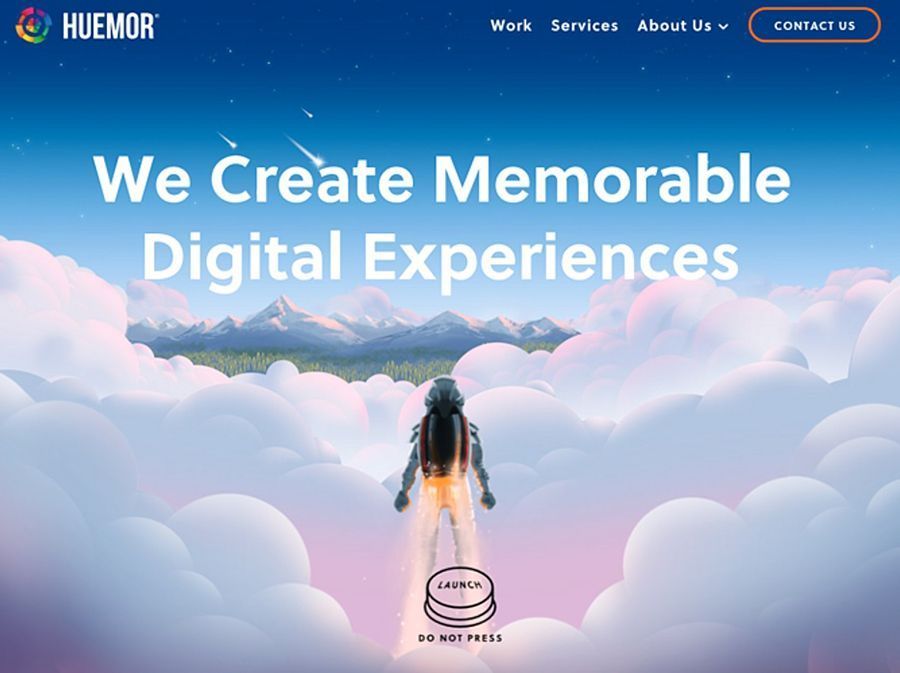 HUEMOR®
Work Services About Us CONTACT US
We Create Memorable
Digital Experiences
LAUNCH
DO NOT PRESS